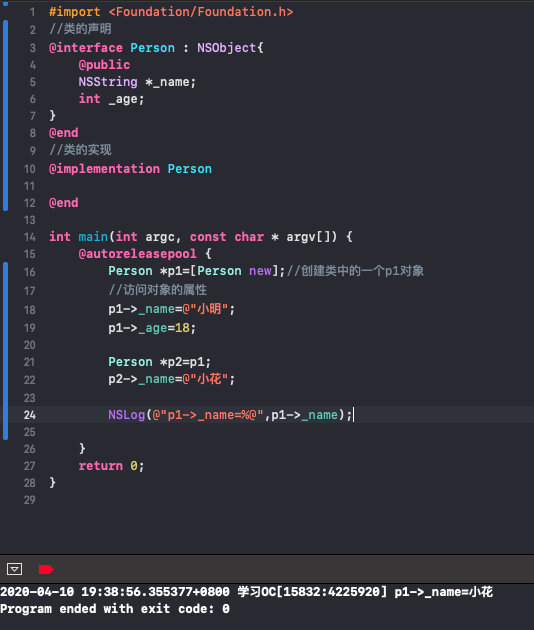 1 #import <Foundation/Foundation.h>
2 //类的声明
3 @interface Person : NSObject{
4     @public
5     NSString *_name;
6     int _age;
7 }
8 @end
9 //类的实现
10 @implementation Person
11
12 @end
13
14 int main(int argc, const char * argv[]) {
15     @autoreleasepool {
16         Person *p1=[Person new];//创建类中的一个p1对象
17         //访问对象的属性
18         p1->_name=@"小明";
19         p1->_age=18;
20
21         Person *p2=p1;
22         p2->_name=@"小花";
23
24         NSLog(@"p1->_name=%@",p1->_name);
25
26     }
27     return 0;
28 }
29
2020-04-10 19:38:56.355377+0800 学习OC[15832:4225920] p1->_name=小花
Program ended with exit code: 0